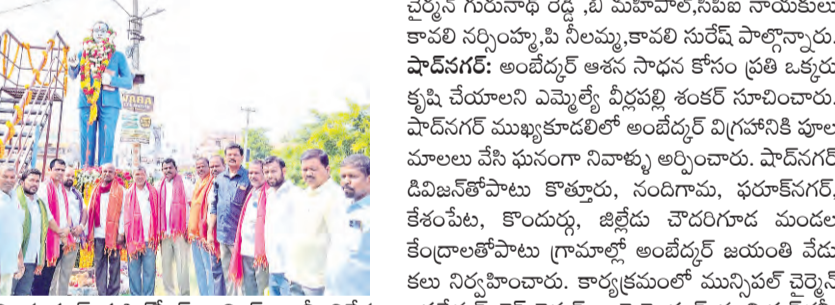 చైర్మన్ గురునాథ్ రెడ్డి ,బి మహిపాల్,సీపీఐ నాయకులు
కావలి నర్సింహ్మ,పి నీలమ్మ,కావలి సురేష్ పాల్గొన్నారు.
షాద్‌నగర్: అంబేద్కర్ ఆశన సాధన కోసం ప్రతి ఒక్కరు
కృషి చేయాలని ఎమ్మెల్యే వీర్లపల్లి శంకర్ సూచించారు.
షాద్‌నగర్ ముఖ్యకూడలిలో అంబేద్కర్ విగ్రహానికి పూల
మాలలు వేసి ఘనంగా నివాళ్ళు అర్పించారు. షాద్‌నగర్
డివిజన్‌తోపాటు కొత్తూరు, నందిగామ, ఫరూక్‌నగర్,
కేశంపేట, కొందుర్గు, జిల్లేడు చౌదరిగూడ మండల
కేంద్రాలతోపాటు గ్రామాల్లో అంబేద్కర్ జయంతి వేడు
కలు నిర్వహించారు. కార్యక్రమంలో మున్సిపల్ చైర్మెన్